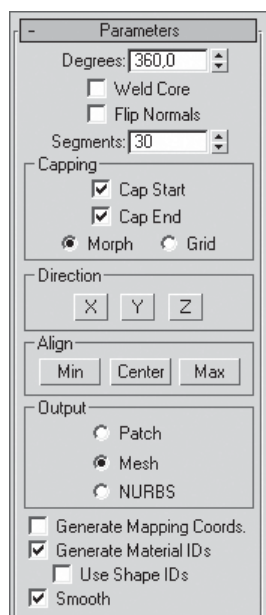 - Parameters
Degrees: 360,0
Weld Core
Flip Normals
Segments: 30
Capping
Cap Start
Cap End
Morph Grid
Direction
X Y Z
Align
Min Center Max
Output
Patch
Mesh
NURBS
Generate Mapping Coords.
Generate Material IDs
Use Shape IDs
Smooth